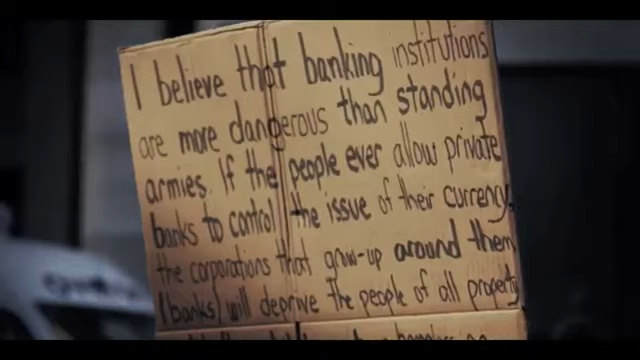 I believe that banking institutions
are more dangerous than standing
armies. If the people ever allow private
banks to control the issue of their currency
the corporations that grow-up around them
(banks) will deprive the people of all property